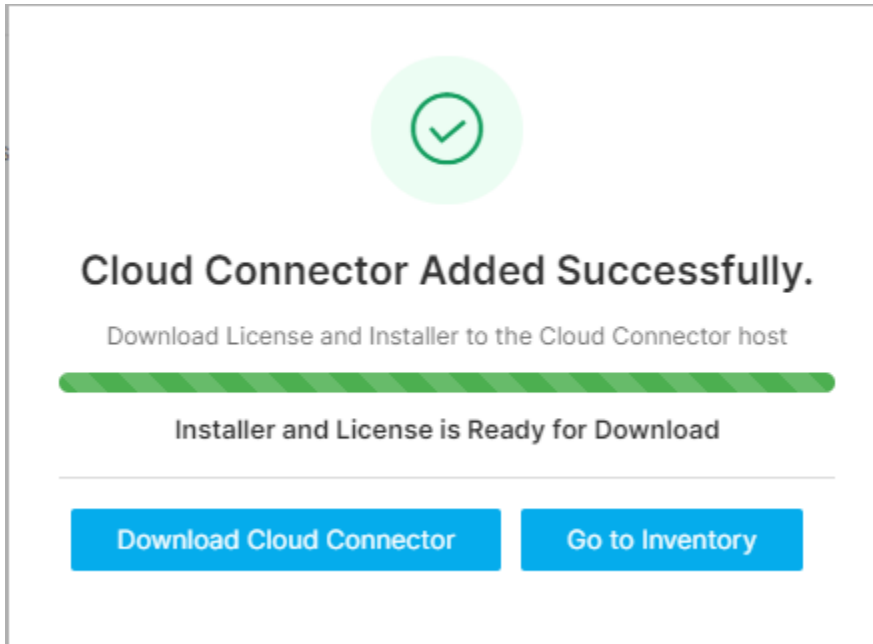 Cloud Connector Added Successfully.
Download License and Installer to the Cloud Connector host
Installer and License is Ready for Download
Download Cloud Connector
Go to Inventory